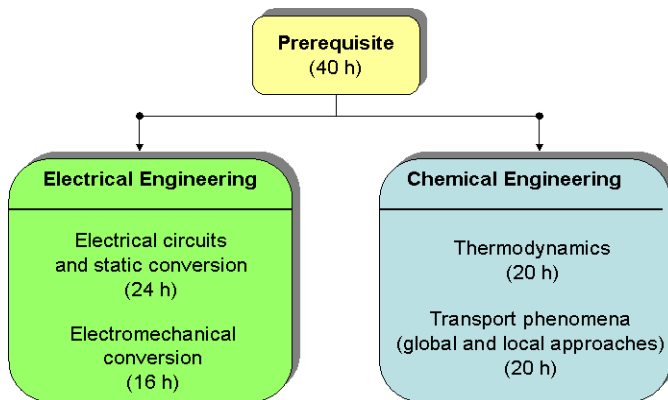 Prerequisite
(40 h)
Electrical Engineering
Electrical circuits
and static conversion
(24 h)
Electromechanical
conversion
(16 h)
Chemical Engineering
Thermodynamics
(20 h)
Transport phenomena
(global and local approaches)
(20 h)